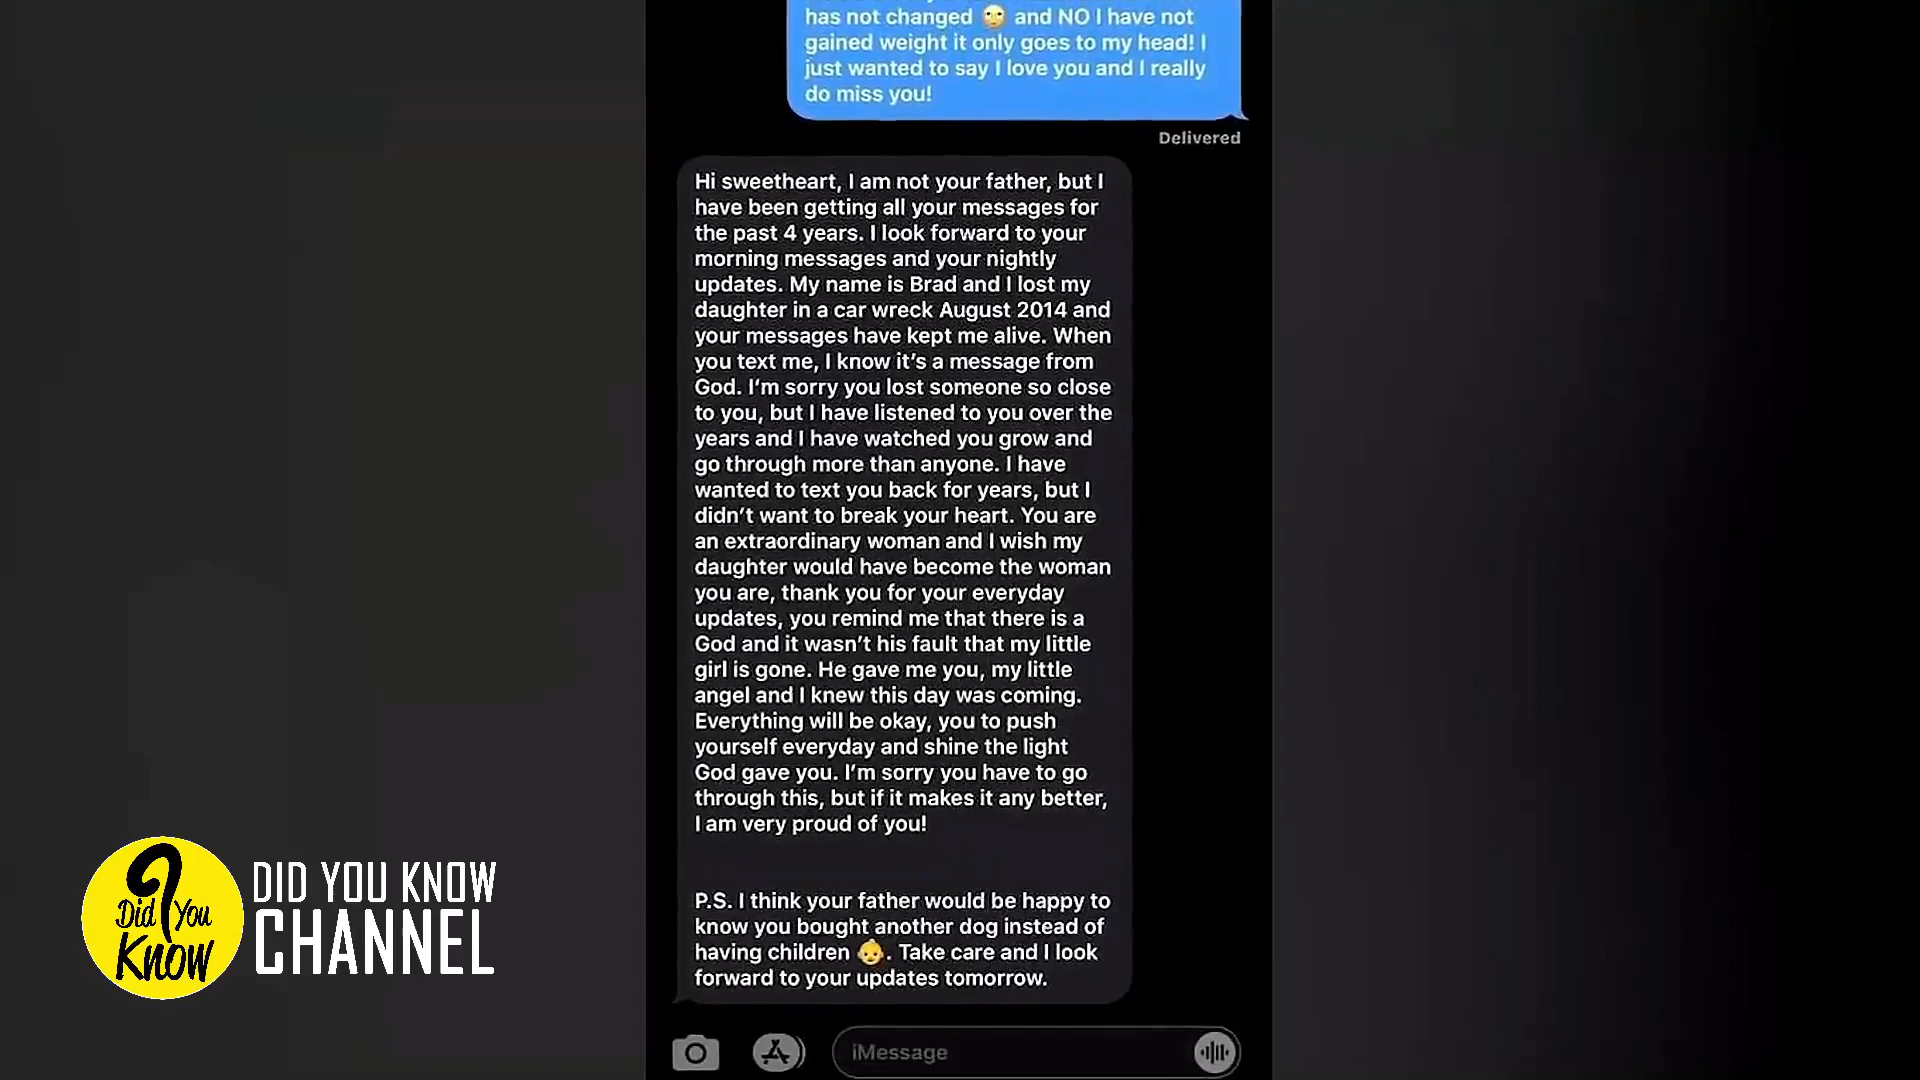 has not changed 🙄 and NO I have not
gained weight it only goes to my head! I
just wanted to say I love you and I really
do miss you!
Delivered
Hi sweetheart, I am not your father, but I
have been getting all your messages for
the past 4 years. I look forward to your
morning messages and your nightly
updates. My name is Brad and I lost my
daughter in a car wreck August 2014 and
your messages have kept me alive. When
you text me, I know it's a message from
God. I'm sorry you lost someone so close
to you, but I have listened to you over the
years and I have watched you grow and
go through more than anyone. I have
wanted to text you back for years, but I
didn't want to break your heart. You are
an extraordinary woman and I wish my
daughter would have become the woman
you are, thank you for your everyday
updates, you remind me that there is a
God and it wasn't his fault that my little
girl is gone. He gave me you, my little
angel and I knew this day was coming.
Everything will be okay, you to push
yourself everyday and shine the light
God gave you. I'm sorry you have to go
through this, but if it makes it any better,
I am very proud of you!
P.S. I think your father would be happy to
know you bought another dog instead of
having children 👶. Take care and I look
forward to your updates tomorrow.
iMessage
Did You
Know
DID YOU KNOW
CHANNEL